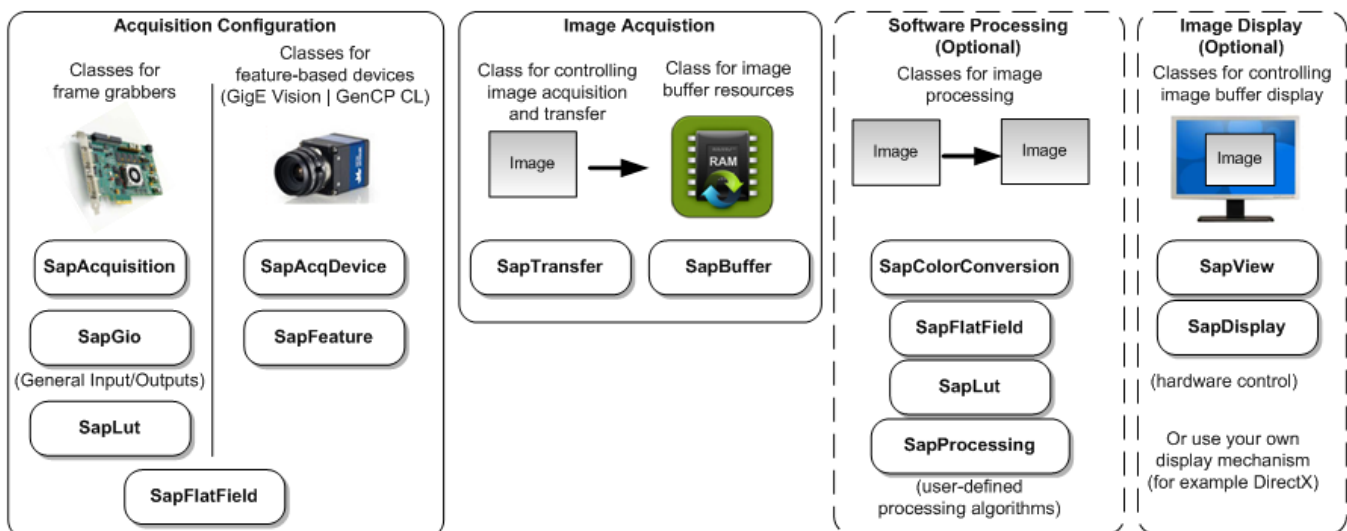 Acquisition Configuration
Classes for
frame grabbers
Classes for
feature-based devices
(GigE Vision | GenCP CL)
SapAcquisition
SapGio
(General Input/Outputs)
SapLut
SapAcqDevice
SapFeature
SapFlatField
Image Acquistion
Class for controlling
image acquisition
and transfer
Class for image
buffer resources
Image
RAM
SapTransfer
SapBuffer
Software Processing
(Optional)
Classes for image
processing
Image
Image
SapColorConversion
SapFlatField
SapLut
SapProcessing
(user-defined
processing algorithms)
Image Display
(Optional)
Classes for controlling
image buffer display
Image
SapView
SapDisplay
(hardware control)
Or use your own
display mechanism
(for example DirectX)